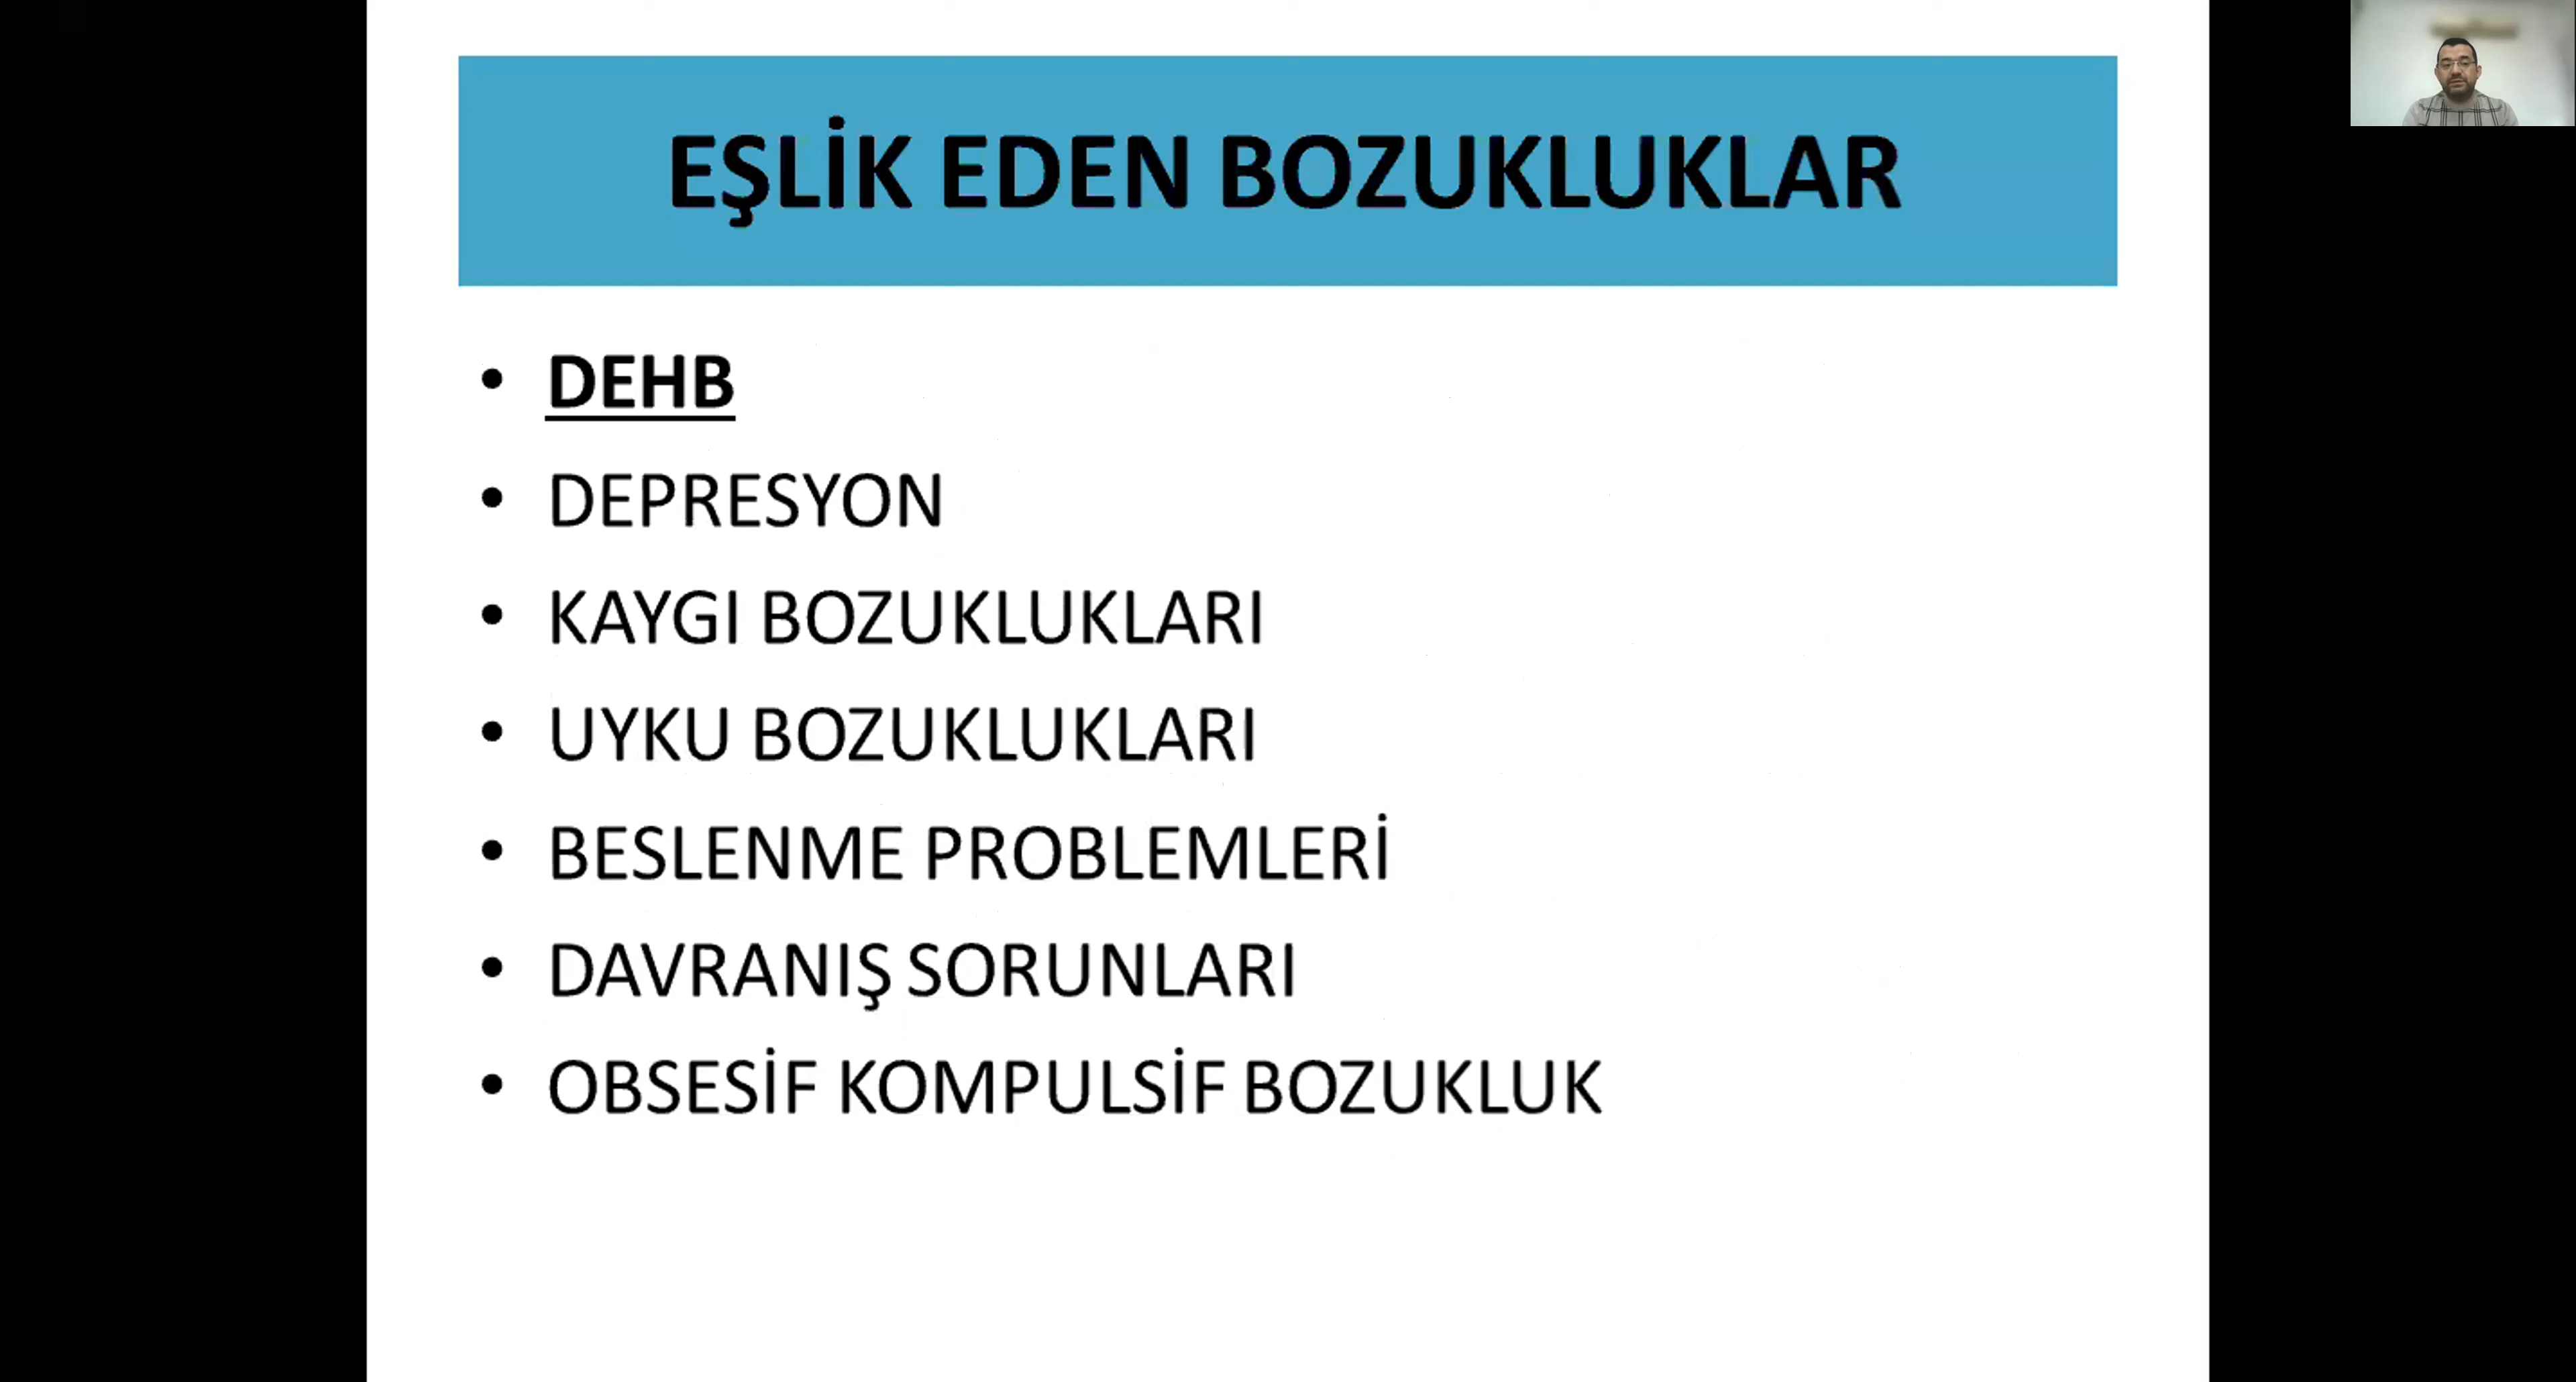 EŞLİK EDEN BOZUKLUKLAR
• DEHB
• DEPRESYON
• KAYGI BOZUKLUKLARI
• UYKU BOZUKLUKLARI
• BESLENME PROBLEMLERİ
• DAVRANIŞ SORUNLARI
• OBSESİF KOMPULSİF BOZUKLUK